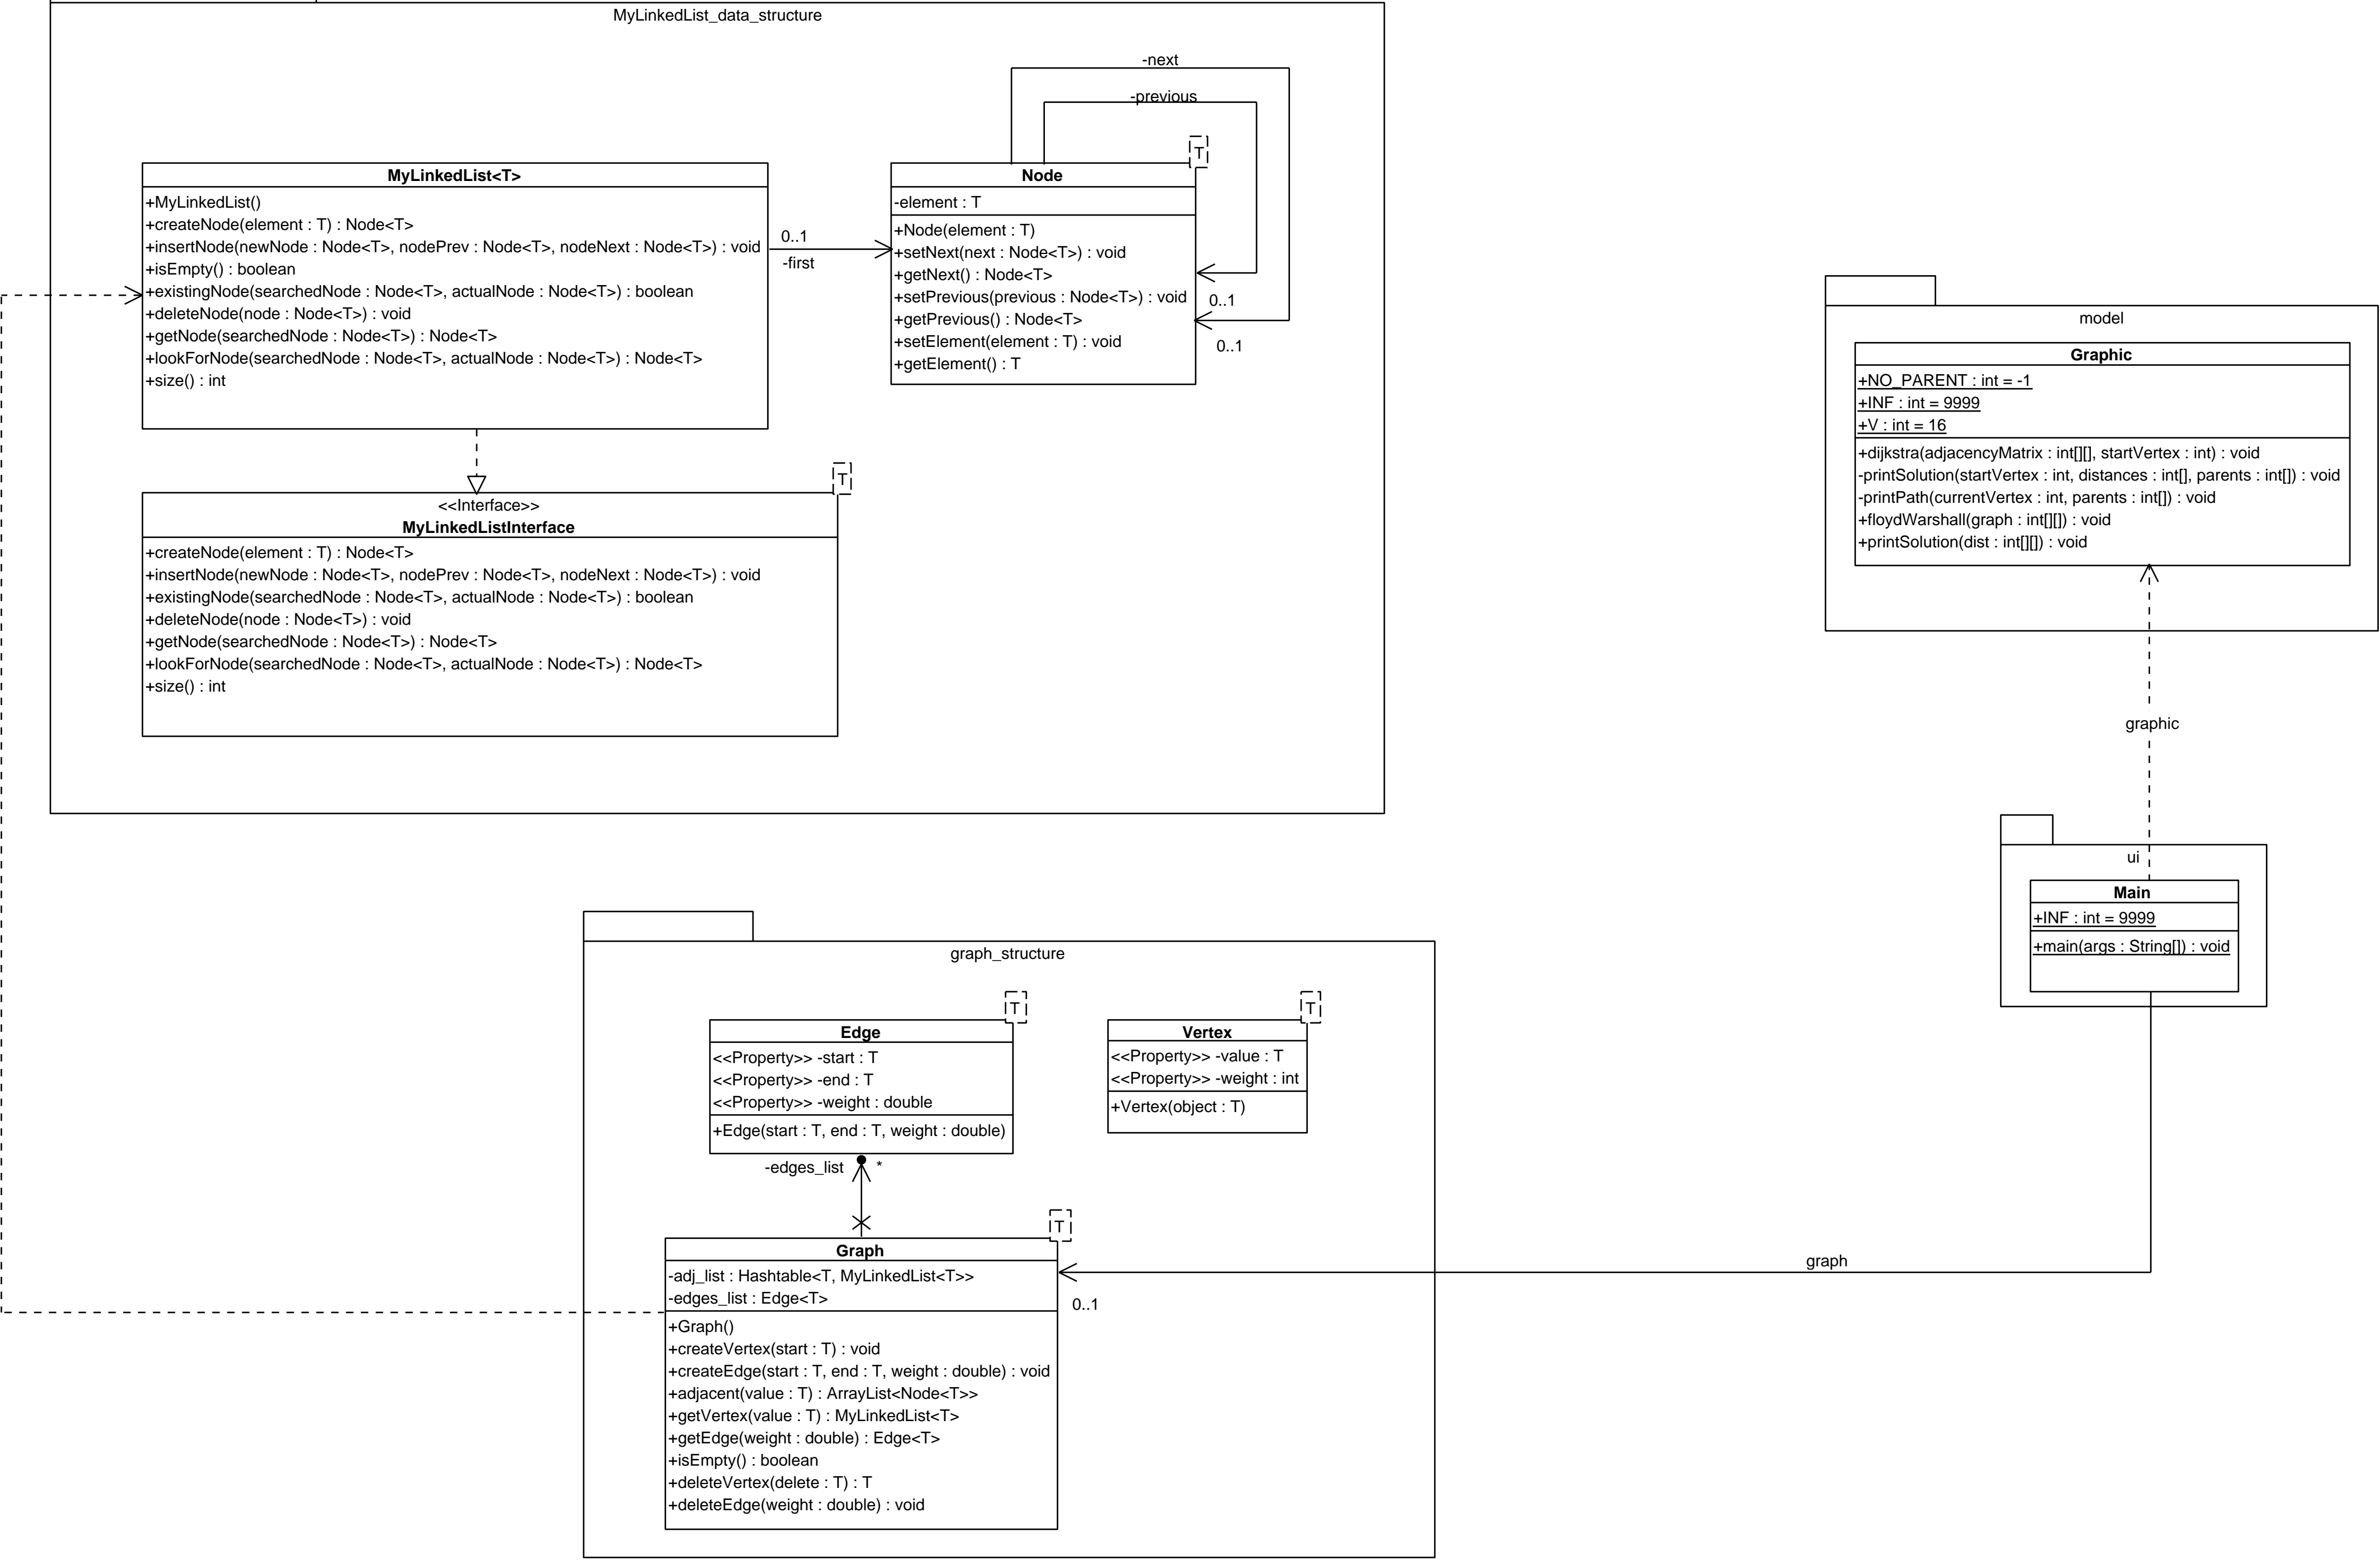 MyLinkedList_data_structure
-next
-previous
MyLinkedList<T>
+MyLinkedList()
+createNode(element : T) : Node<T>
+insertNode(newNode : Node<T>, nodePrev : Node<T>, nodeNext : Node<T>) : void
+isEmpty() : boolean
+existingNode(searchedNode : Node<T>, actualNode : Node<T>) : boolean
+deleteNode(node : Node<T>) : void
+getNode(searchedNode : Node<T>) : Node<T>
+lookForNode(searchedNode : Node<T>, actualNode : Node<T>) : Node<T>
+size() : int
0..1
-first
T
Node
-element : T
+Node(element : T)
+setNext(next : Node<T>) : void
+getNext() : Node<T>
+setPrevious(previous : Node<T>) : void
+getPrevious() : Node<T>
+setElement(element : T) : void
+getElement() : T
0..1
0..1
T
<<Interface>>
MyLinkedListInterface
+createNode(element : T) : Node<T>
+insertNode(newNode : Node<T>, nodePrev : Node<T>, nodeNext : Node<T>) : void
+existingNode(searchedNode : Node<T>, actualNode : Node<T>) : boolean
+deleteNode(node : Node<T>) : void
+getNode(searchedNode : Node<T>) : Node<T>
+lookForNode(searchedNode : Node<T>, actualNode : Node<T>) : Node<T>
+size() : int
model
Graphic
+NO_PARENT : int = -1
+INF : int = 9999
+V : int = 16
+dijkstra(adjacencyMatrix : int[][], startVertex : int) : void
-printSolution(startVertex : int, distances : int[], parents : int[]) : void
-printPath(currentVertex : int, parents : int[]) : void
+floydWarshall(graph : int[][]) : void
+printSolution(dist : int[][]) : void
graphic
ui
Main
+INF : int = 9999
+main(args : String[]) : void
graph_structure
T
Edge
<<Property>> -start : T
<<Property>> -end : T
<<Property>> -weight : double
+Edge(start : T, end : T, weight : double)
T
Vertex
<<Property>> -value : T
<<Property>> -weight : int
+Vertex(object : T)
-edges_list
*
T
Graph
-adj_list : Hashtable<T, MyLinkedList<T>>
-edges_list : Edge<T>
+Graph()
+createVertex(start : T) : void
+createEdge(start : T, end : T, weight : double) : void
+adjacent(value : T) : ArrayList<Node<T>>
+getVertex(value : T) : MyLinkedList<T>
+getEdge(weight : double) : Edge<T>
+isEmpty() : boolean
+deleteVertex(delete : T) : T
+deleteEdge(weight : double) : void
graph
0..1